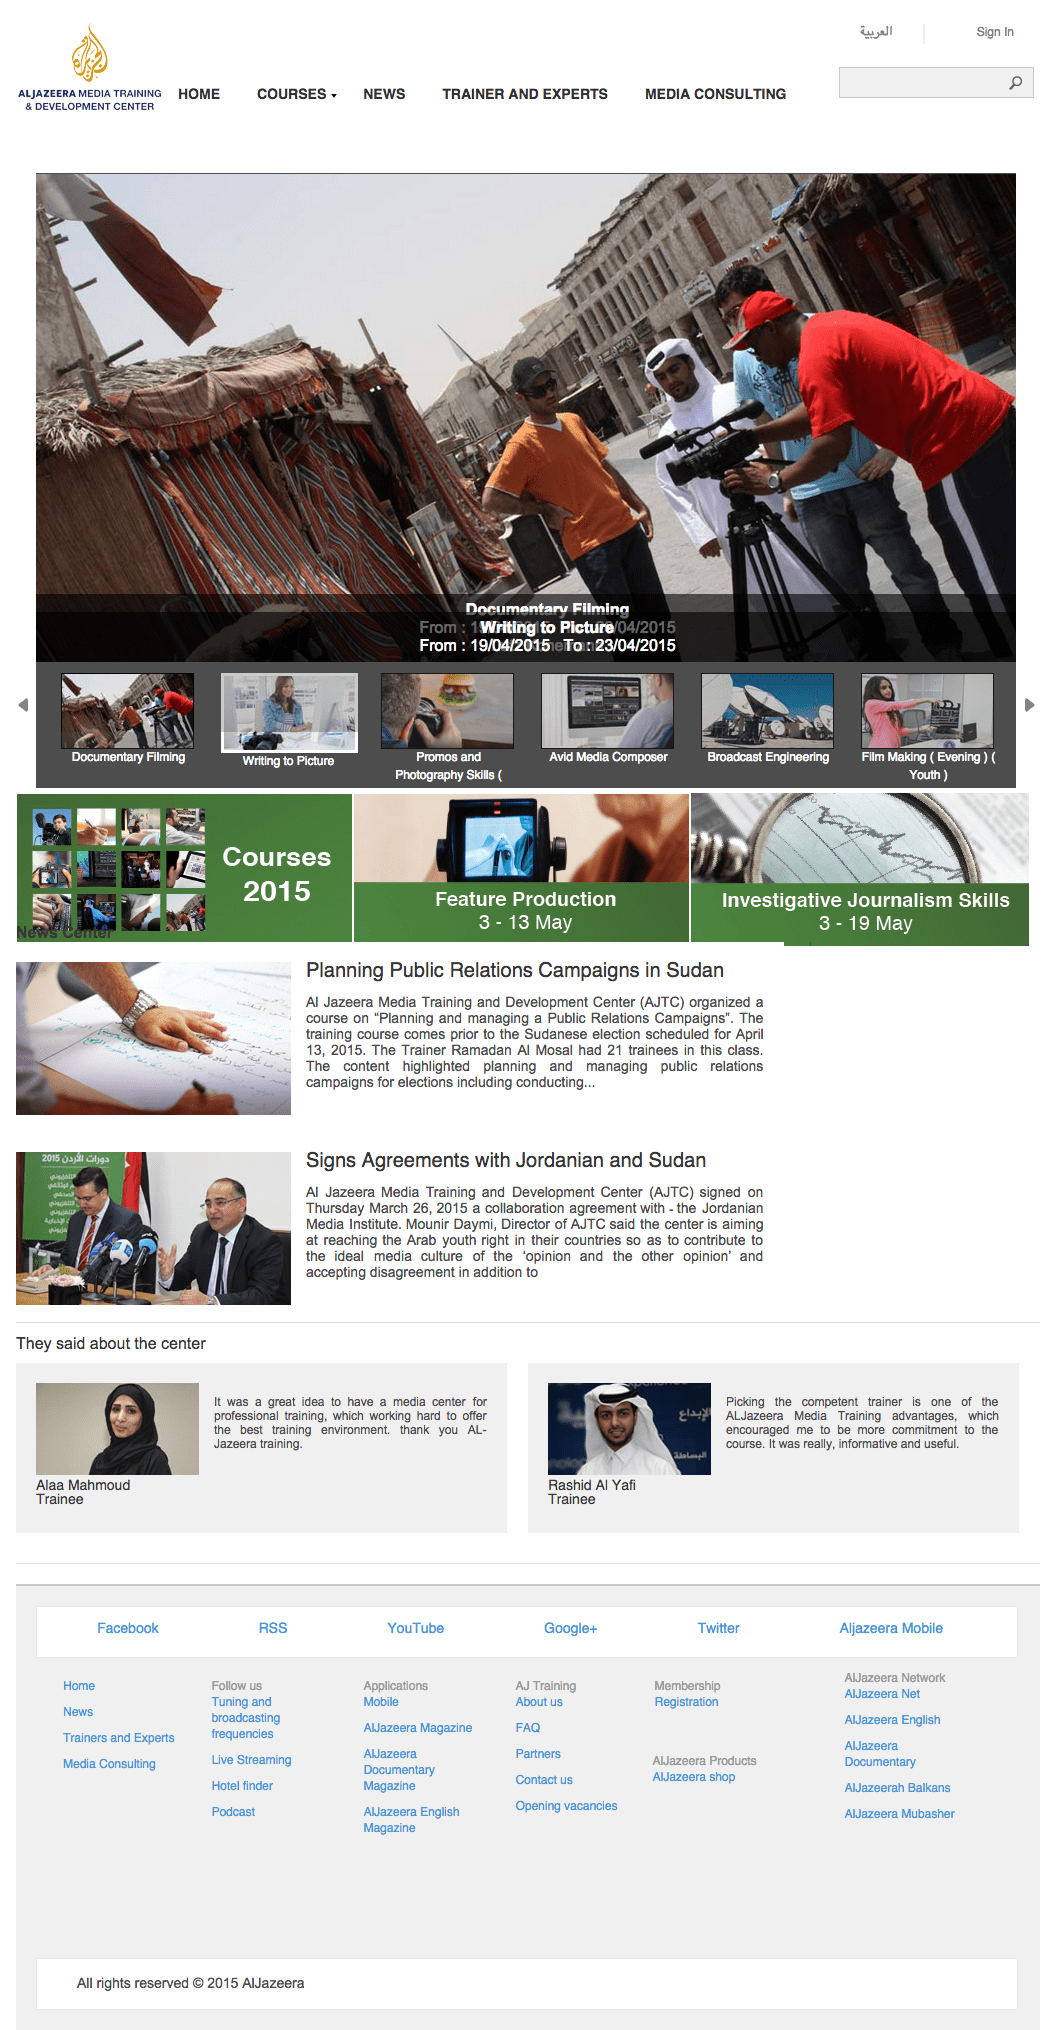 العربية
Sign In
ALJAZEERA MEDIA TRAINING
& DEVELOPMENT CENTER
HOME
COURSES
NEWS
TRAINER AND EXPERTS
MEDIA CONSULTING
Documentary Filming
Writing to Picture
From : 19/04/2015 To : 23/04/2015
Documentary Filming
Writing to Picture
Promos and
Photography Skills (
Avid Media Composer
Broadcast Engineering
Film Making ( Evening ) (
Youth )
Courses
2015
Feature Production
3 - 13 May
Investigative Journalism Skills
3 - 19 May
News Center
Planning Public Relations Campaigns in Sudan
Al Jazeera Media Training and Development Center (AJTC) organized a
course on “Planning and managing a Public Relations Campaigns”. The
training course comes prior to the Sudanese election scheduled for April
13, 2015. The Trainer Ramadan Al Mosal had 21 trainees in this class.
The content highlighted planning and managing public relations
campaigns for elections including conducting...
دورات الأردن 2015
Signs Agreements with Jordanian and Sudan
Al Jazeera Media Training and Development Center (AJTC) signed on
Thursday March 26, 2015 a collaboration agreement with - the Jordanian
Media Institute. Mounir Daymi, Director of AJTC said the center is aiming
at reaching the Arab youth right in their countries so as to contribute to
the ideal media culture of the ‘opinion and the other opinion’ and
accepting disagreement in addition to
They said about the center
It was a great idea to have a media center for
professional training, which working hard to offer
the best training environment. thank you AL-
Jazeera training.
Alaa Mahmoud
Trainee
الإبداع
البساطة
Picking the competent trainer is one of the
ALJazeera Media Training advantages, which
encouraged me to be more commitment to the
course. It was really, informative and useful.
Rashid Al Yafi
Trainee
Facebook
RSS
YouTube
Google+
Twitter
Aljazeera Mobile
Home
News
Trainers and Experts
Media Consulting
Follow us
Tuning and
broadcasting
frequencies
Live Streaming
Hotel finder
Podcast
Applications
Mobile
AlJazeera Magazine
AlJazeera
Documentary
Magazine
AlJazeera English
Magazine
AJ Training
About us
FAQ
Partners
Contact us
Opening vacancies
Membership
Registration
AlJazeera Products
AlJazeera shop
AlJazeera Network
AlJazeera Net
AlJazeera English
AlJazeera
Documentary
AlJazeerah Balkans
AlJazeera Mubasher
All rights reserved © 2015 AlJazeera